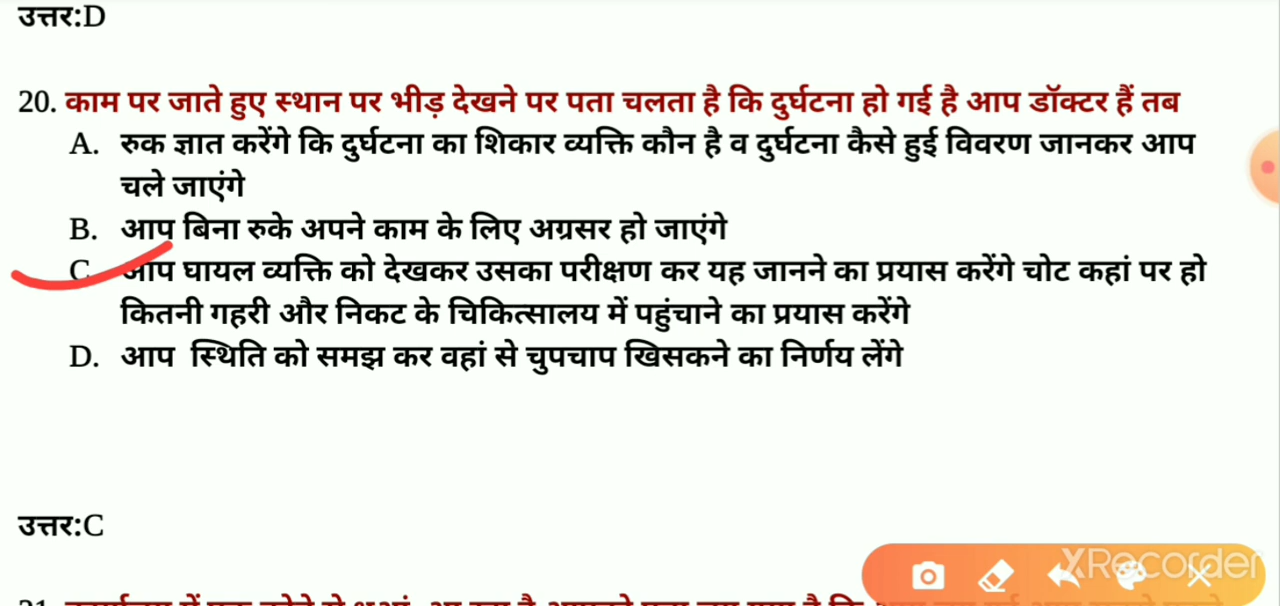 उत्तर:D
20. काम पर जाते हुए स्थान पर भीड़ देखने पर पता चलता है कि दुर्घटना हो गई है आप डॉक्टर हैं तब
A. रुक ज्ञात करेंगे कि दुर्घटना का शिकार व्यक्ति कौन है व दुर्घटना कैसे हुई विवरण जानकर आप
चले जाएंगे
B. आप बिना रुके अपने काम के लिए अग्रसर हो जाएंगे
C. आप घायल व्यक्ति को देखकर उसका परीक्षण कर यह जानने का प्रयास करेंगे चोट कहां पर हो
कितनी गहरी और निकट के चिकित्सालय में पहुंचाने का प्रयास करेंगे
D. आप स्थिति को समझ कर वहां से चुपचाप खिसकने का निर्णय लेंगे
उत्तर:C
XRecorder